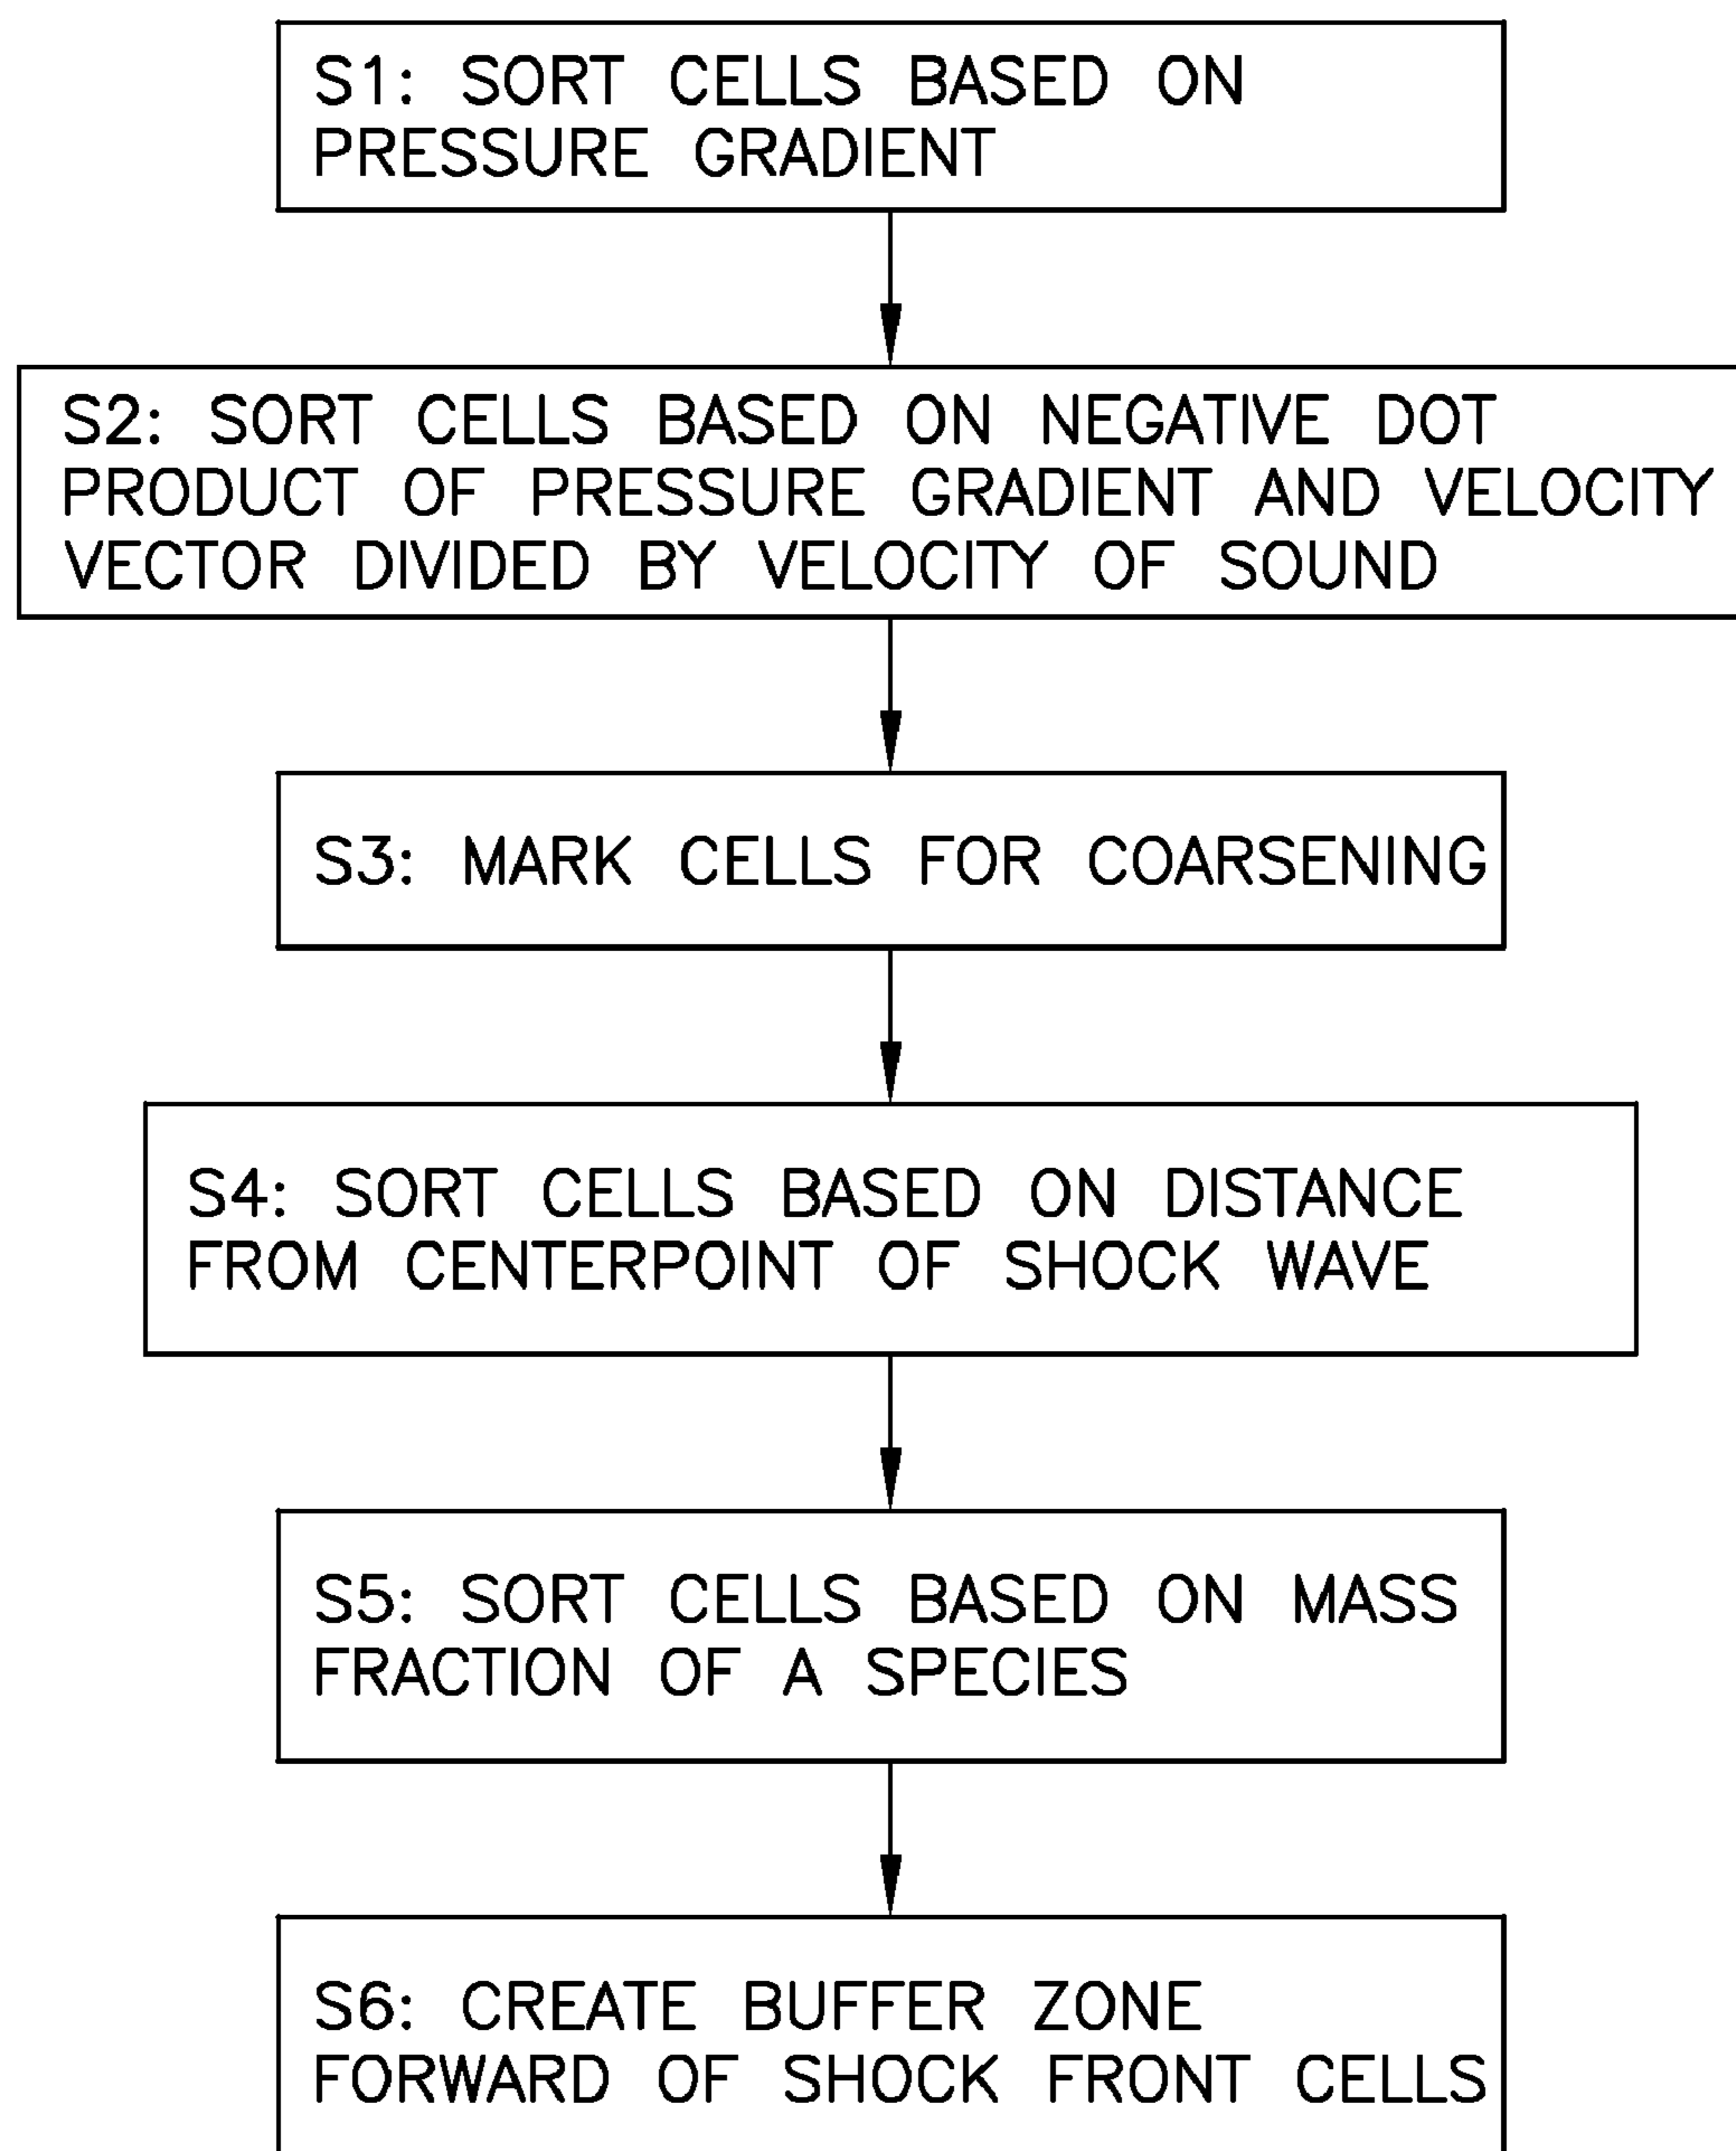 S1: SORT CELLS BASED ON
PRESSURE GRADIENT
S2: SORT CELLS BASED ON NEGATIVE DOT
PRODUCT OF PRESSURE GRADIENT AND VELOCITY
VECTOR DIVIDED BY VELOCITY OF SOUND
S3: MARK CELLS FOR COARSENING
S4: SORT CELLS BASED ON DISTANCE
FROM CENTERPOINT OF SHOCK WAVE
S5: SORT CELLS BASED ON MASS
FRACTION OF A SPECIES
S6: CREATE BUFFER ZONE
FORWARD OF SHOCK FRONT CELLS